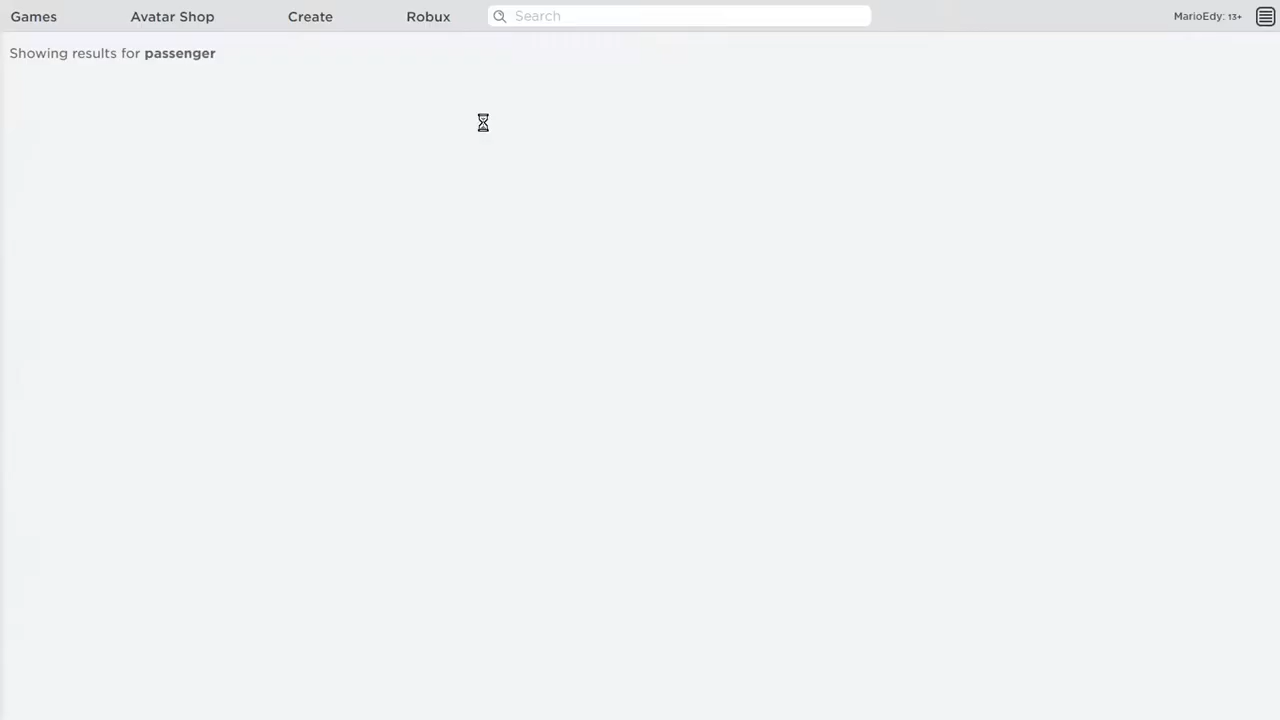 Games Avatar Shop Create Robux Search MarioEdy: 13+
Showing results for passenger